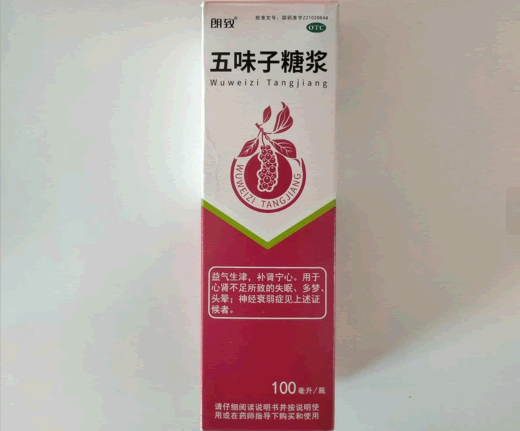 朗致®
批准文号:国药准字Z21020646
OTC
五味子糖浆
Wuweizi Tangjiang
WUWEIZI TANGJIANG
益气生津,补肾宁心。用于
心肾不足所致的失眠、多梦、
头晕;神经衰弱症见上述证
候者。
100毫升/瓶
请仔细阅读说明书并按说明使
用或在药师指导下购买和使用